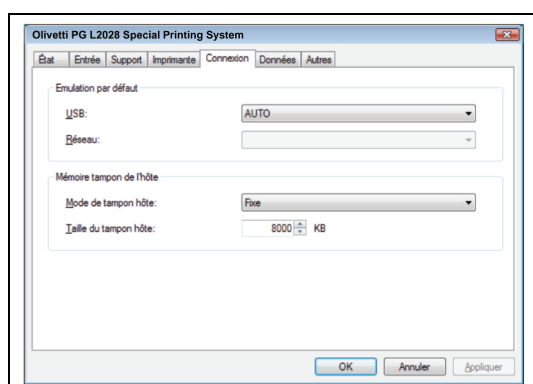 Olivetti PG L2028 Special Printing System
État Entrée Support Imprimante Connexion Données Autres
Emulation par défaut
USB: AUTO
Réseau:
Mémoire tampon de l'hôte
Mode de tampon hôte: Fixe
Taille du tampon hôte: 8000 KB
OK Annuler Appliquer